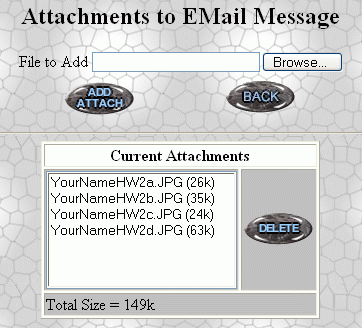 Attachments to EMail Message
File to Add Browse...
ADD ATTACH
BACK
Current Attachments
YourNameHW2a.JPG (26k)
YourNameHW2b.JPG (35k)
YourNameHW2c.JPG (24k)
YourNameHW2d.JPG (63k)
DELETE
Total Size = 149k